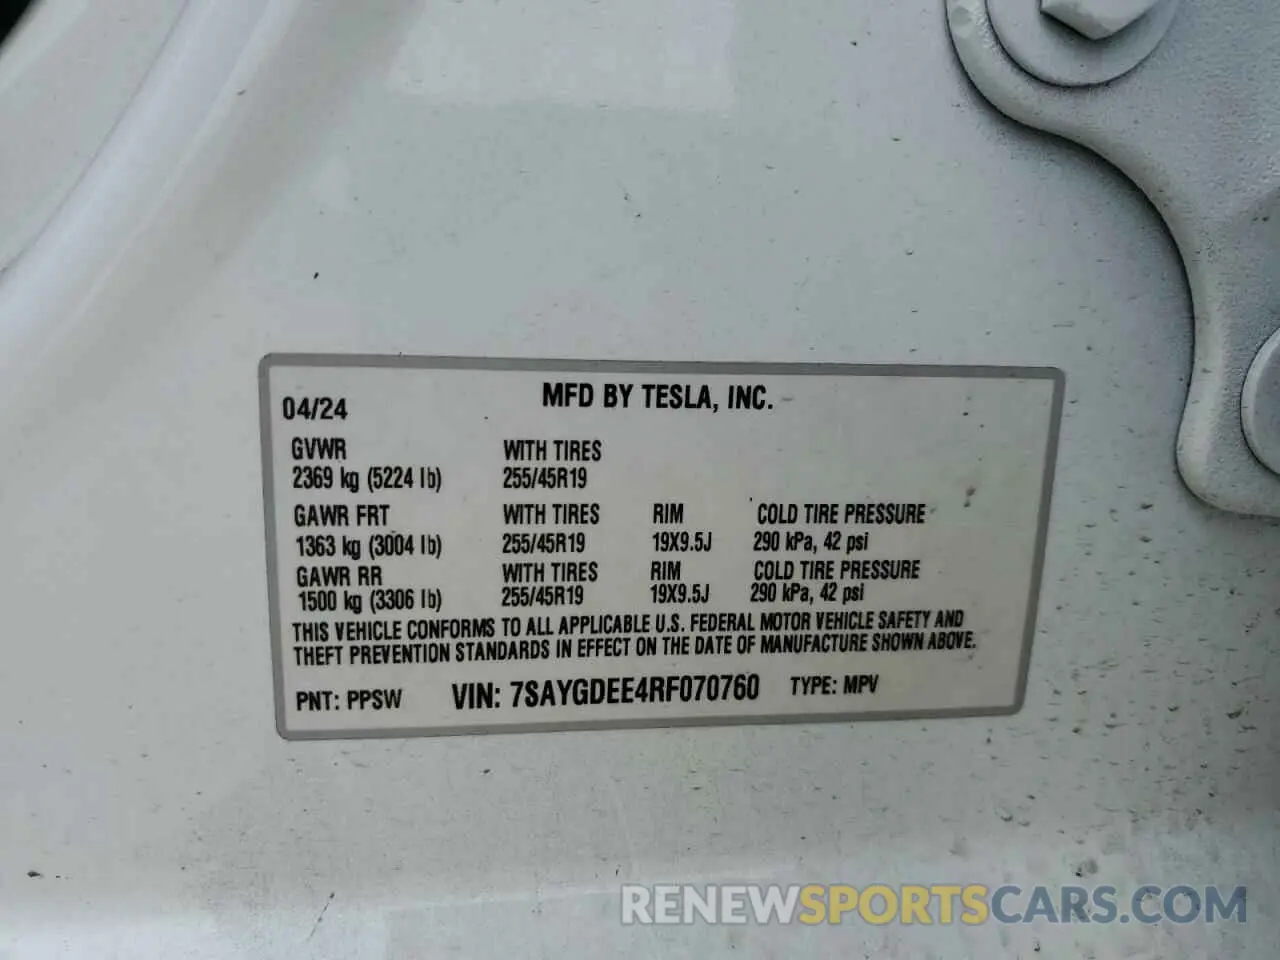 MFD BY TESLA, INC.
04/24
GVWR WITH TIRES
2369 kg (5224 lb) 255/45R19
GAWR FRT WITH TIRES RIM COLD TIRE PRESSURE
1363 kg (3004 lb) 255/45R19 19X9.5J 290 kPa, 42 psi
GAWR RR WITH TIRES RIM COLD TIRE PRESSURE
1500 kg (3306 lb) 255/45R19 19X9.5J 290 kPa, 42 psi
THIS VEHICLE CONFORMS TO ALL APPLICABLE U.S. FEDERAL MOTOR VEHICLE SAFETY AND
THEFT PREVENTION STANDARDS IN EFFECT ON THE DATE OF MANUFACTURE SHOWN ABOVE.
PNT: PPSW VIN: 7SAYGDEE4RF070760 TYPE: MPV
RENEWSPORTSCARS.COM